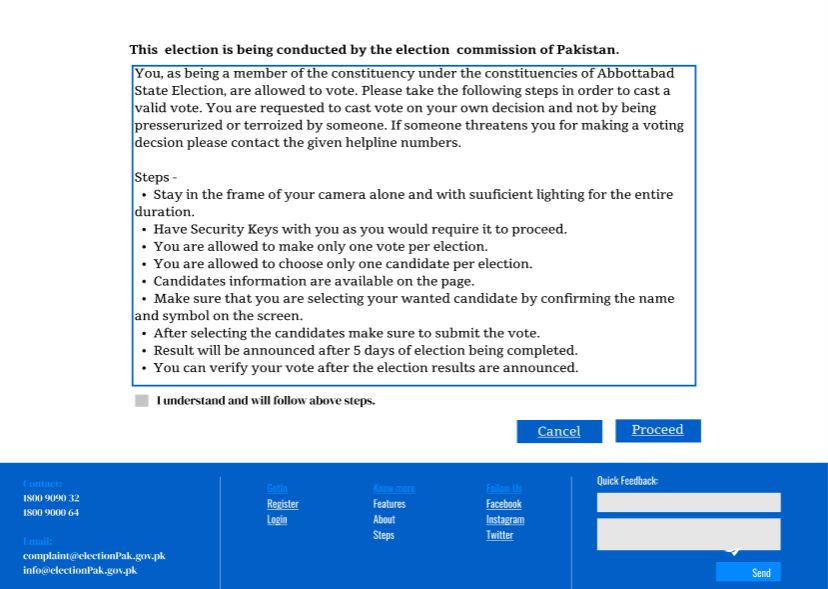 This election is being conducted by the election commission of Pakistan.
You, as being a member of the constituency under the constituencies of Abbottabad
State Election, are allowed to vote. Please take the following steps in order to cast a
valid vote. You are requested to cast vote on your own decision and not by being
presserurized or terroized by someone. If someone threatens you for making a voting
decsion please contact the given helpline numbers.
Steps -
• Stay in the frame of your camera alone and with suuficient lighting for the entire
duration.
• Have Security Keys with you as you would require it to proceed.
• You are allowed to make only one vote per election.
• You are allowed to choose only one candidate per election.
• Candidates information are available on the page.
• Make sure that you are selecting your wanted candidate by confirming the name
and symbol on the screen.
• After selecting the candidates make sure to submit the vote.
• Result will be announced after 5 days of election being completed.
• You can verify your vote after the election results are announced.
I understand and will follow above steps.
Cancel
Proceed
Contact:
1800 9090 32
1800 9000 64
Email:
complaint@electionPak.gov.pk
info@electionPak.gov.pk
GotIn
Register
Login
Know more
Features
About
Steps
Follow Us
Facebook
Instagram
Twitter
Quick Feedback:
Send